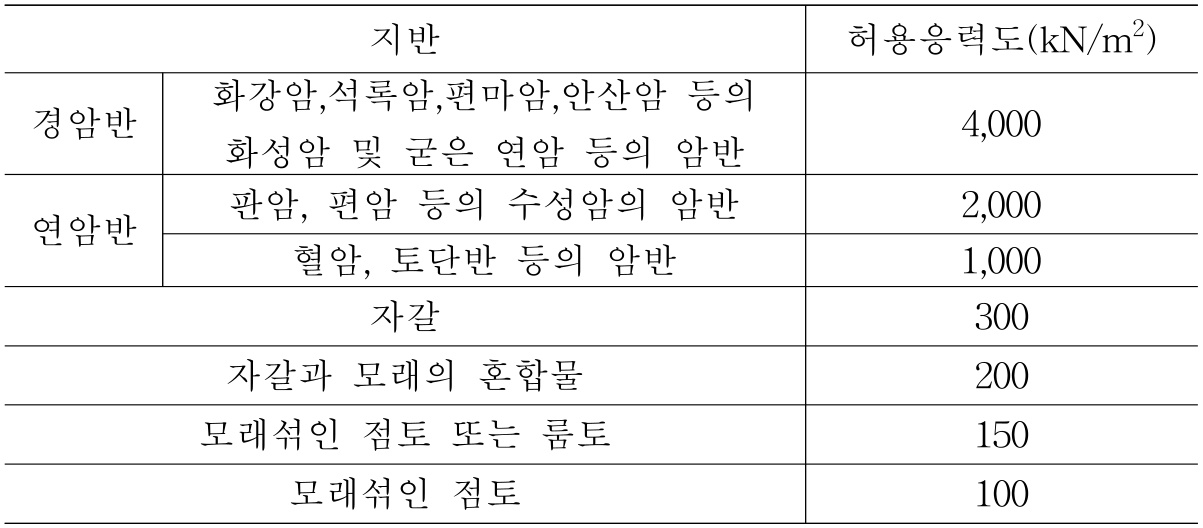 지반 허용응력도(kN/m²)
경암반 화강암,석록암,편마암,안산암 등의
화성암 및 굳은 연암 등의 암반 4,000
연암반 판암, 편암 등의 수성암의 암반 2,000
혈암, 토단반 등의 암반 1,000
자갈 300
자갈과 모래의 혼합물 200
모래섞인 점토 또는 룸토 150
모래섞인 점토 100